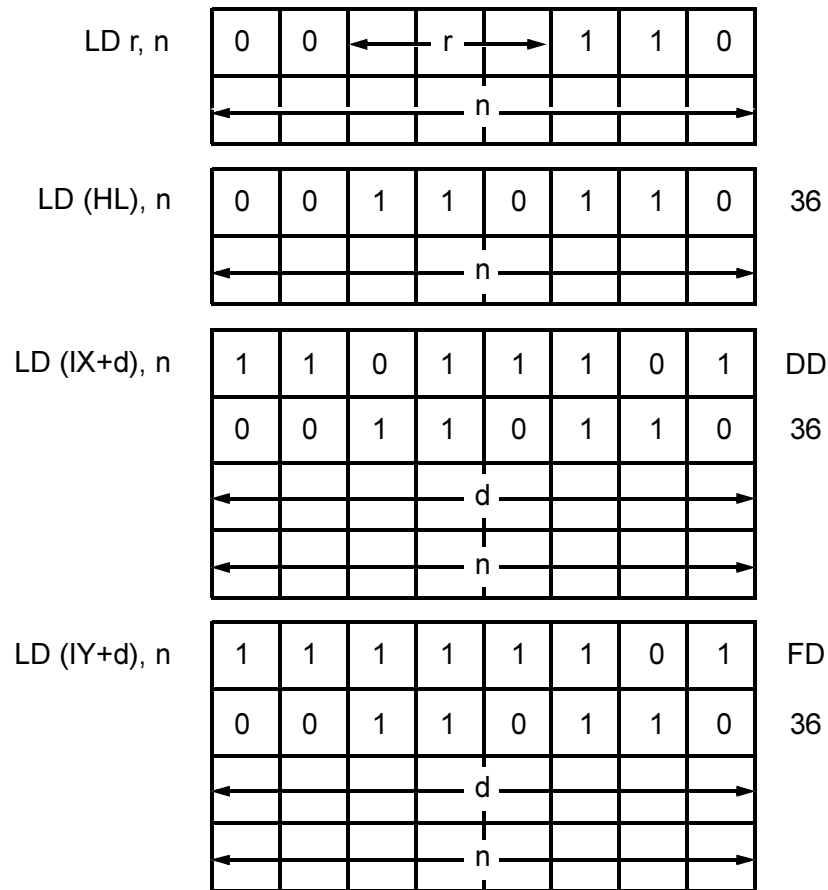 LD r, n 0 0 r 1 1 0
n
LD (HL), n 0 0 1 1 0 1 1 0 36
n
LD (IX+d), n 1 1 0 1 1 1 0 1 DD
0 0 1 1 0 1 1 0 36
d
n
LD (IY+d), n 1 1 1 1 1 1 0 1 FD
0 0 1 1 0 1 1 0 36
d
n